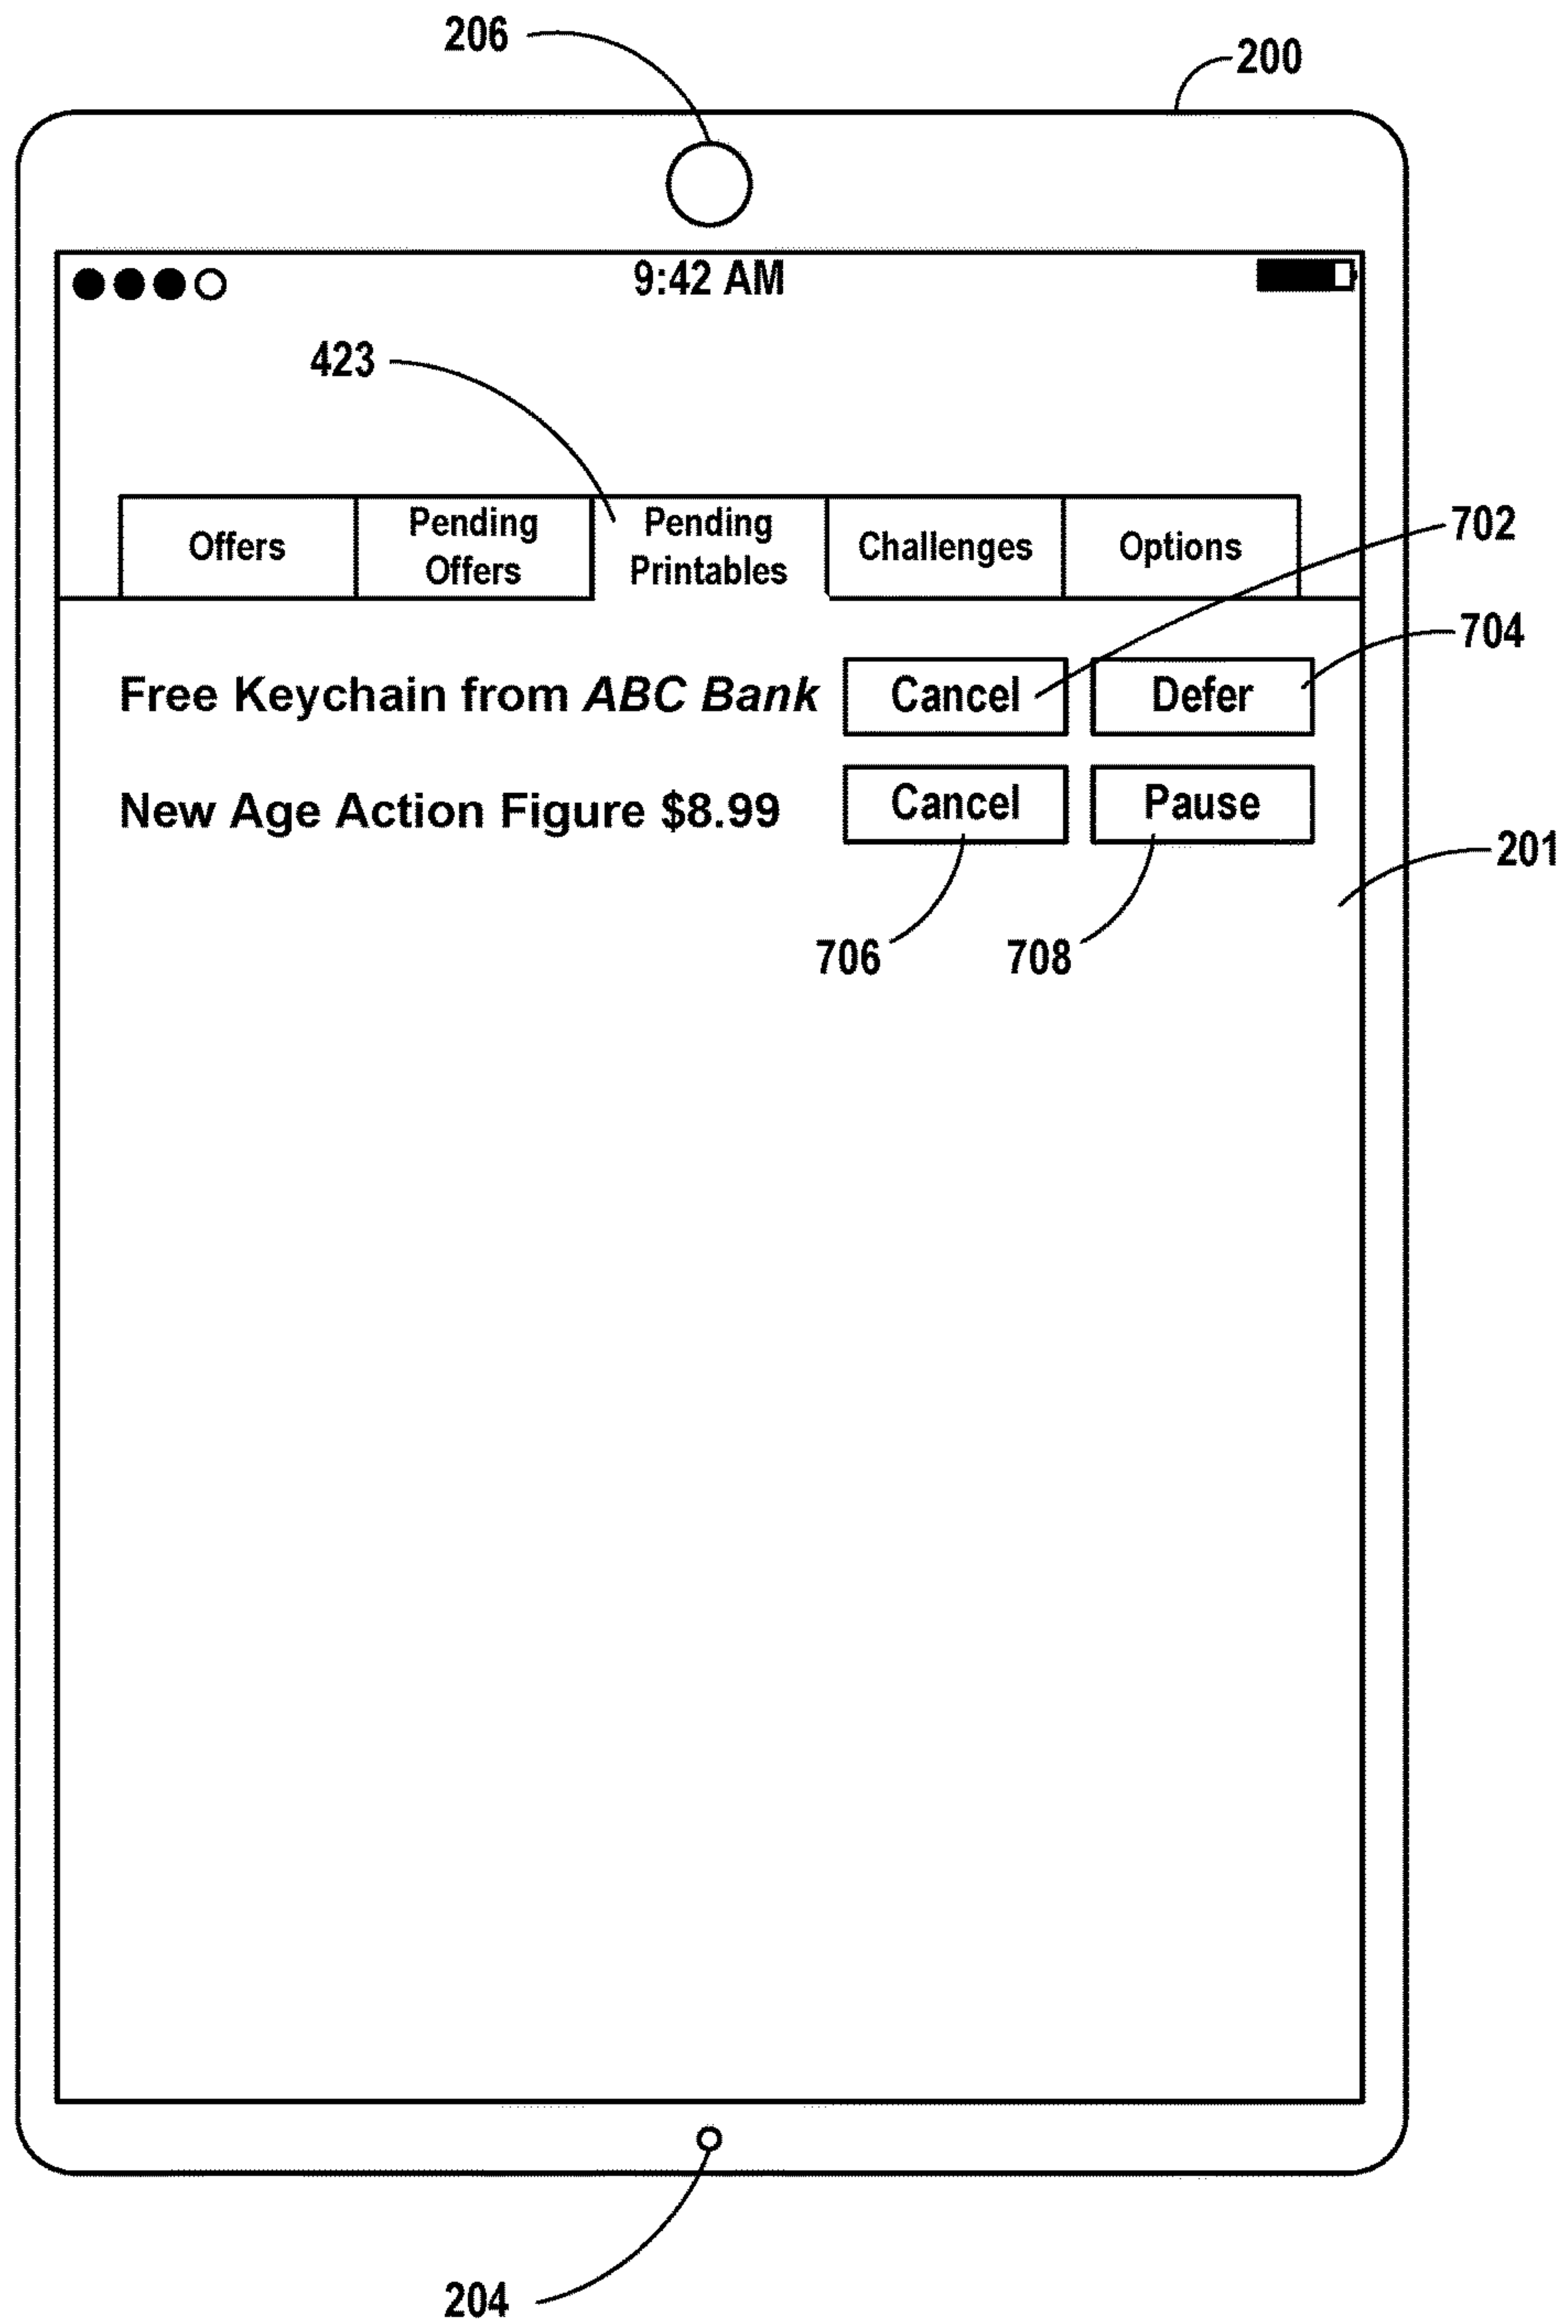 206
200
9:42 AM
423
Offers
Pending
Offers
Pending
Printables
Challenges
Options
702
704
Free Keychain from ABC Bank
Cancel
Defer
New Age Action Figure $8.99
Cancel
Pause
201
706
708
204